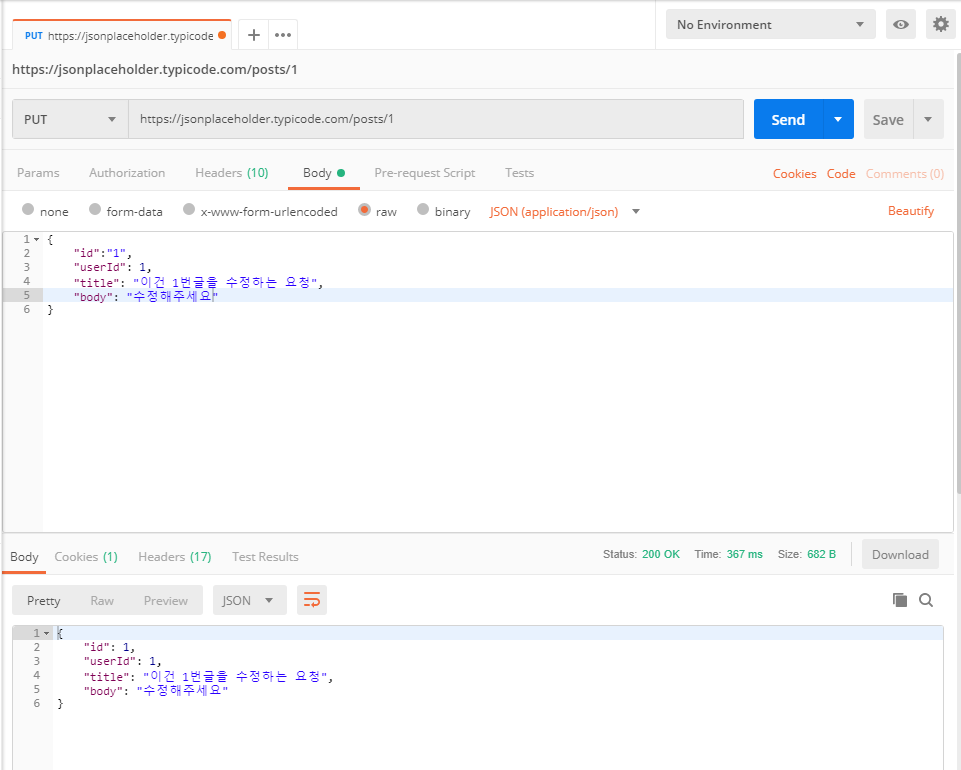 PUT https://jsonplaceholder.typicode + ••• No Environment
https://jsonplaceholder.typicode.com/posts/1
PUT https://jsonplaceholder.typicode.com/posts/1 Send Save
Params Authorization Headers (10) Body Pre-request Script Tests Cookies Code Comments (0)
none form-data x-www-form-urlencoded raw binary JSON (application/json) Beautify
1 {
2 "id":"1",
3 "userId": 1,
4 "title": "이건 1번글을 수정하는 요청",
5 "body": "수정해주세요"
6 }
Body Cookies (1) Headers (17) Test Results Status: 200 OK Time: 367 ms Size: 682 B Download
Pretty Raw Preview JSON
1 {
2 "id": 1,
3 "userId": 1,
4 "title": "이건 1번글을 수정하는 요청",
5 "body": "수정해주세요"
6 }